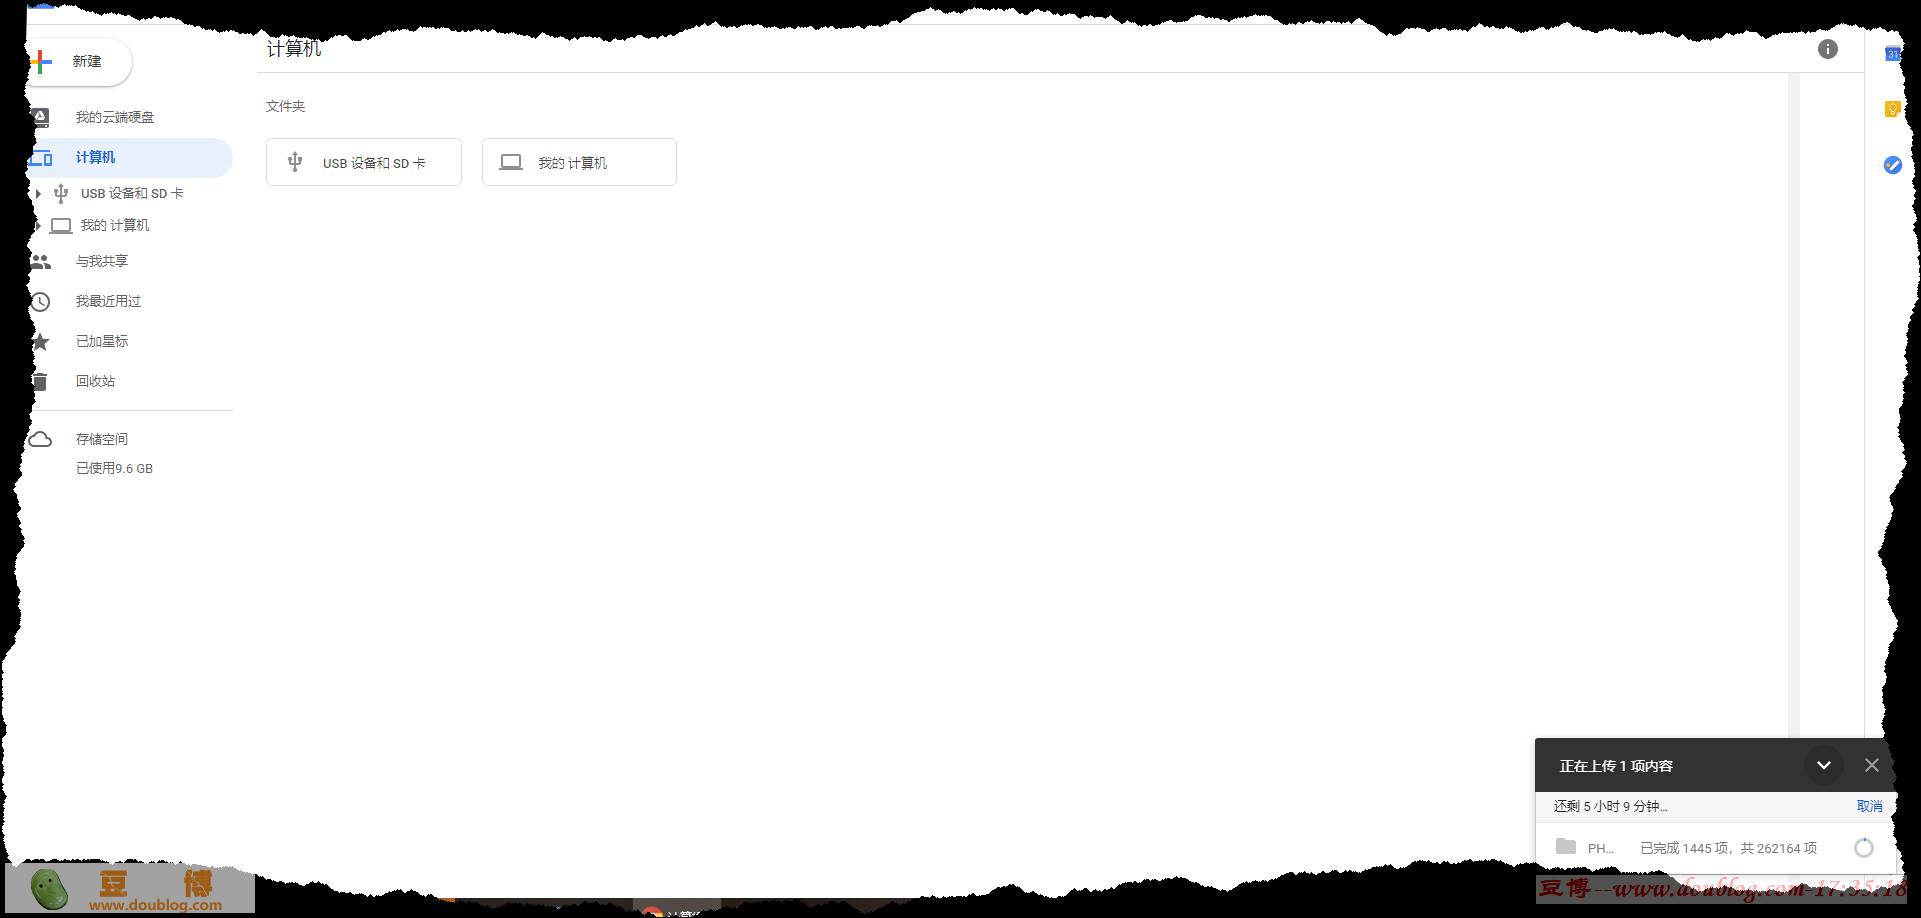 新建
我的云端硬盘
计算机
USB 设备和 SD 卡
我的 计算机
与我共享
我最近用过
已加星标
回收站
存储空间
已使用9.6 GB
计算机
文件夹
USB 设备和 SD 卡
我的 计算机
31
正在上传 1 项内容
还剩 5 小时 9 分钟...
取消
PH...
已完成 1445 项，共 262164 项
豆 博
www.doublog.com
豆博--www.doublog.com-17:35:18